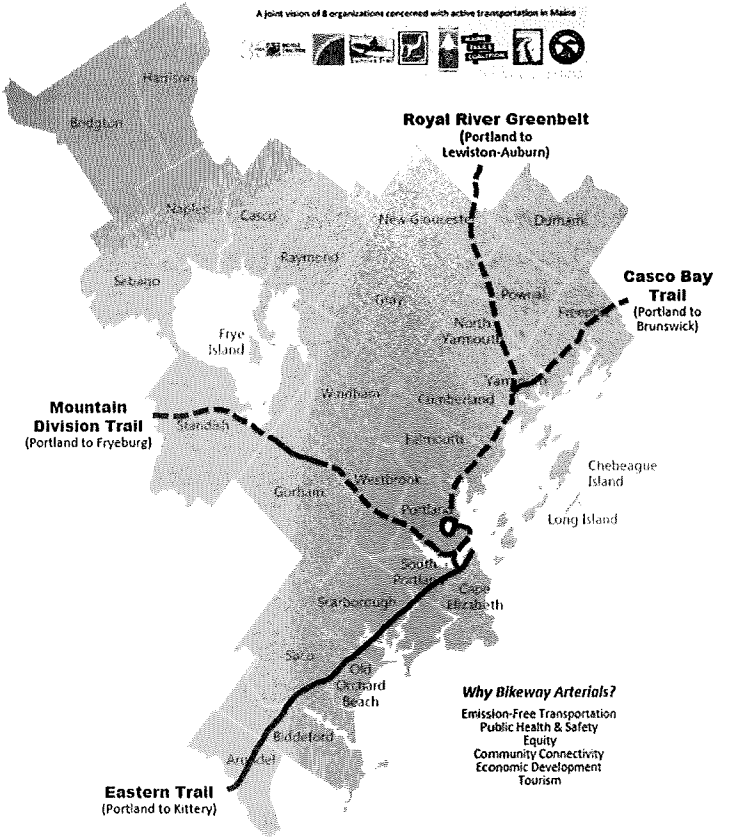 A joint vision of 8 organizations concerned with active transportation in Maine
Harrison
Bridgton
Royal River Greenbelt
(Portland to
Lewiston-Auburn)
Naples
Casco
New Gloucester
Durham
Raymond
Sebago
Casco Bay
Trail
(Portland to
Brunswick)
Pownal
Gray
Freeport
Frye
Island
North
Yarmouth
Yarmouth
Windham
Cumberland
Mountain
Division Trail
(Portland to Fryeburg)
Standish
Falmouth
Chebeague
Island
Westbrook
Gorham
Portland
Long Island
South
Portland
Cape
Elizabeth
Scarborough
Saco
Old
Orchard
Beach
Why Bikeway Arterials?
Emission-Free Transportation
Public Health & Safety
Equity
Community Connectivity
Economic Development
Tourism
Biddeford
Arundel
Eastern Trail
(Portland to Kittery)